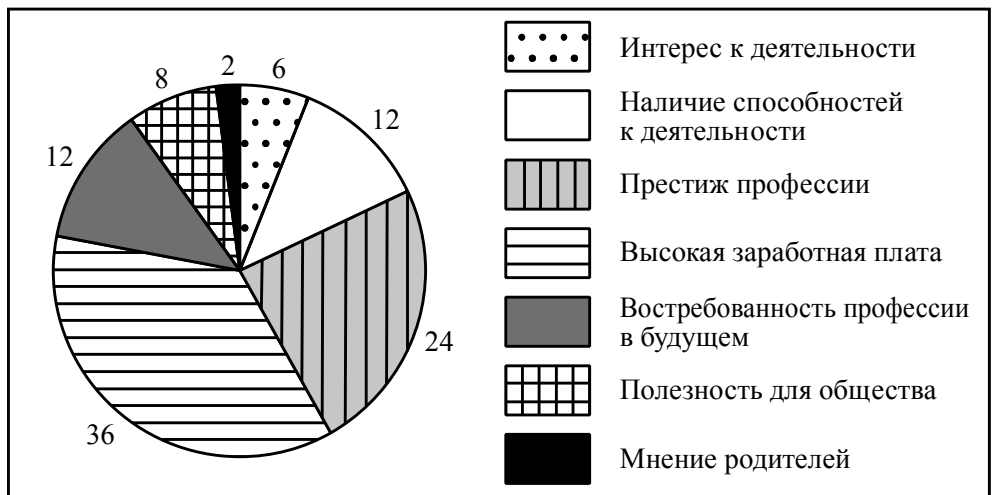 8
2
6
12
12
24
36
Интерес к деятельности
Наличие способностей
к деятельности
Престиж профессии
Высокая заработная плата
Востребованность профессии
в будущем
Полезность для общества
Мнение родителей